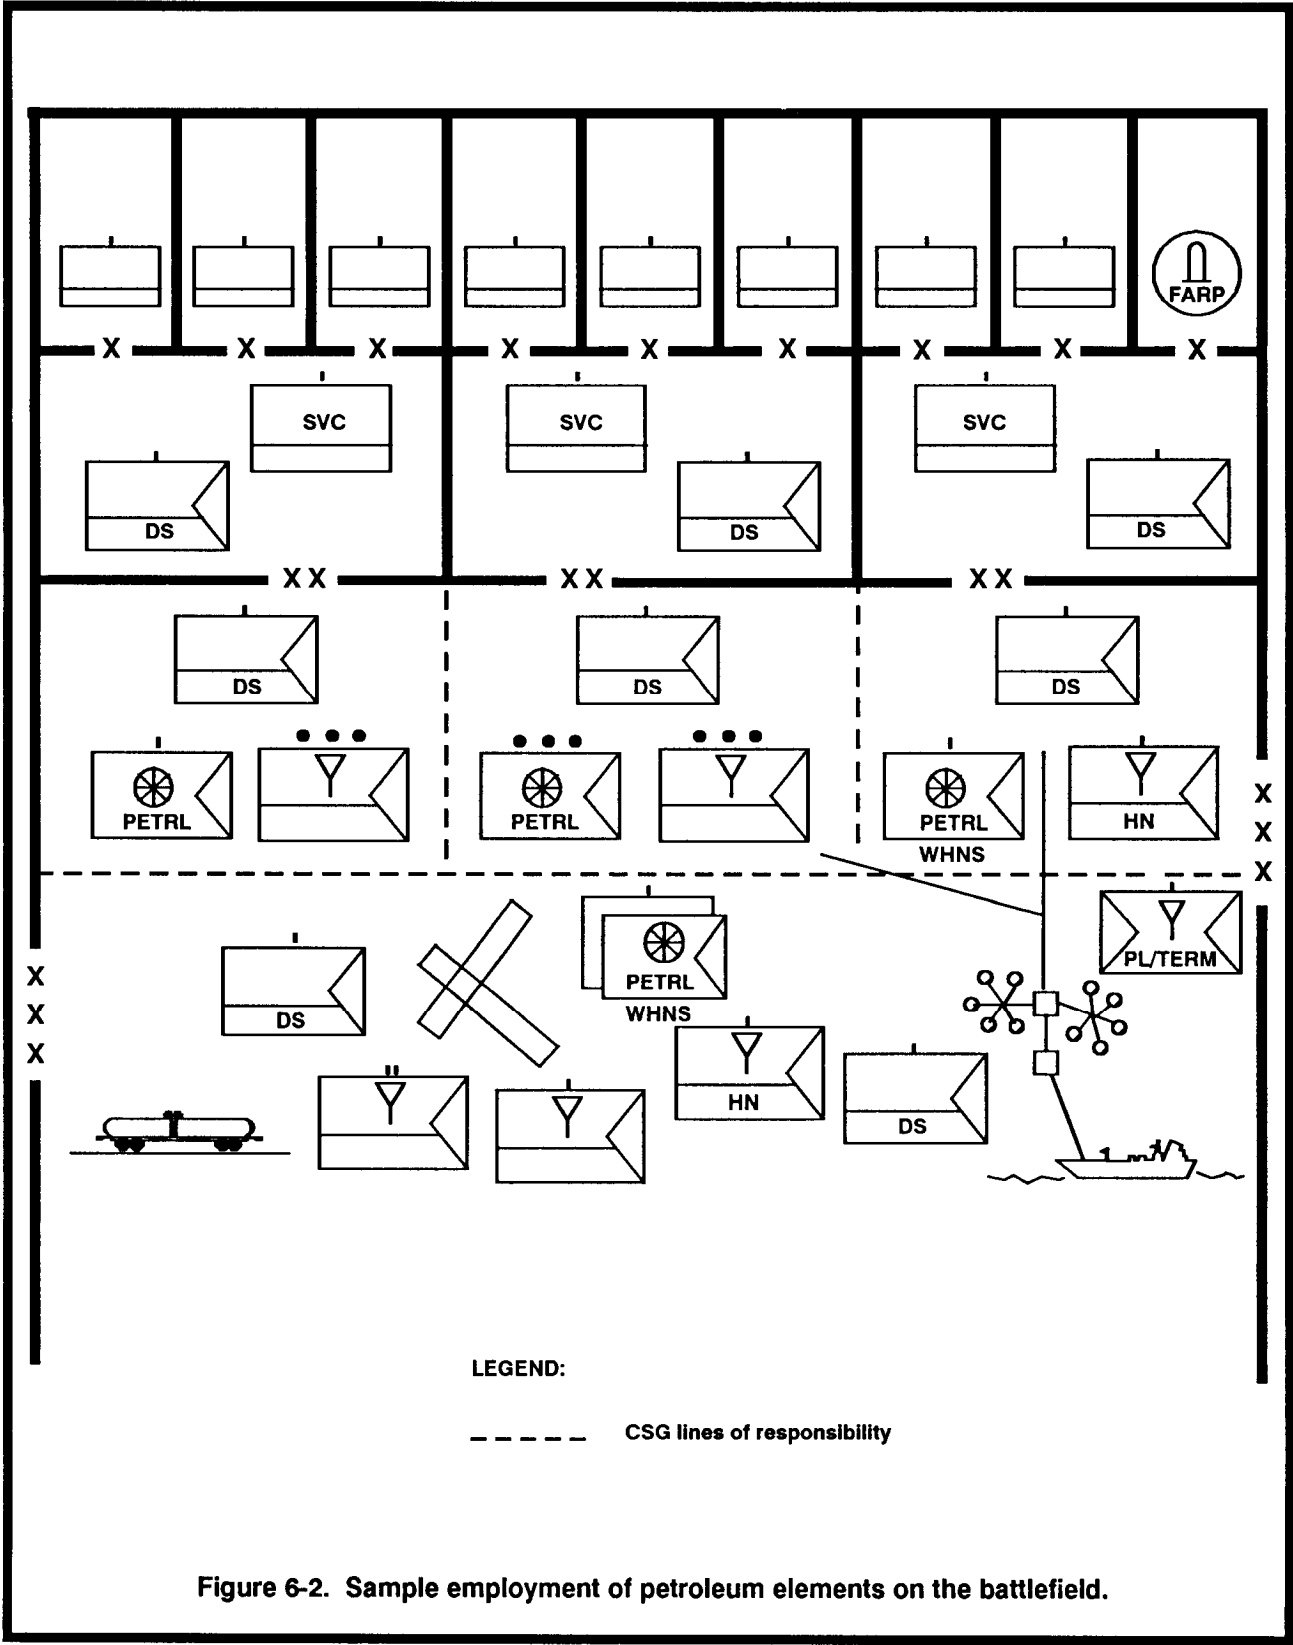 FARP
X X X X X X X X X
SVC SVC SVC
DS DS DS
XX XX XX
DS DS DS
PETRL PETRL PETRL HN
WHNS
X
X
X
PETRL PL/TERM
WHNS
DS
X
X
X
HN
DS
LEGEND:
CSG lines of responsibility
Figure 6-2. Sample employment of petroleum elements on the battlefield.